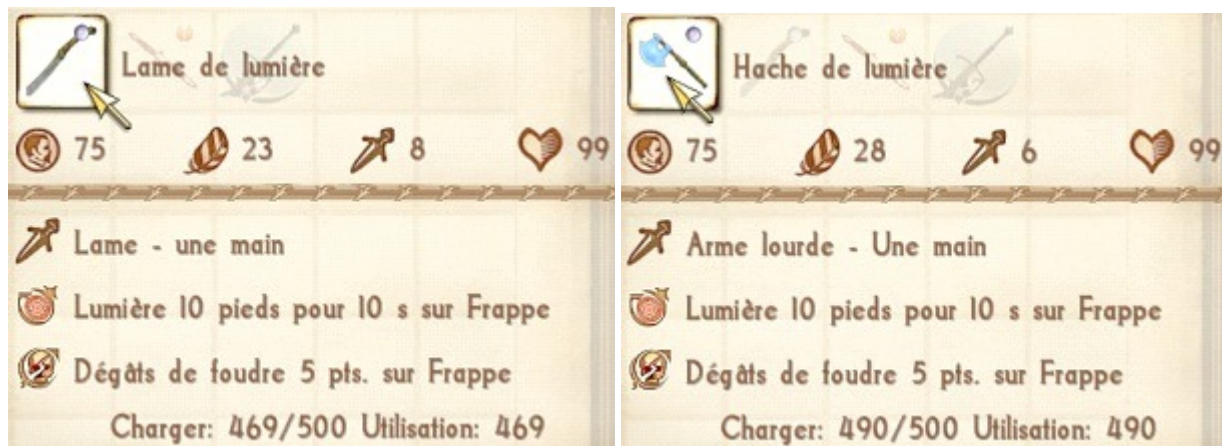 Lame de lumière
75 23 8 99
Lame - une main
Lumière 10 pieds pour 10 s sur Frappe
Dégâts de foudre 5 pts. sur Frappe
Charger: 469/500 Utilisation: 469
Hache de lumière
75 28 6 99
Arme lourde - Une main
Lumière 10 pieds pour 10 s sur Frappe
Dégâts de foudre 5 pts. sur Frappe
Charger: 490/500 Utilisation: 490